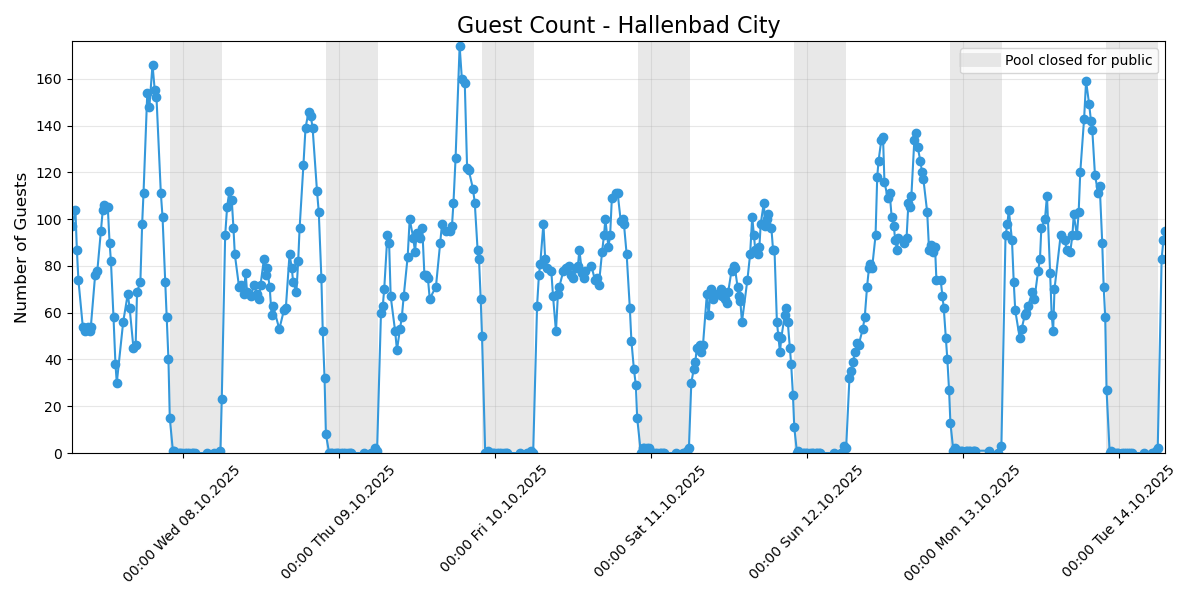 Guest Count - Hallenbad City
Pool closed for public
Number of Guests
160
140
120
100
80
60
40
20
0
00:00 Wed 08.10.2025
00:00 Thu 09.10.2025
00:00 Fri 10.10.2025
00:00 Sat 11.10.2025
00:00 Sun 12.10.2025
00:00 Mon 13.10.2025
00:00 Tue 14.10.2025